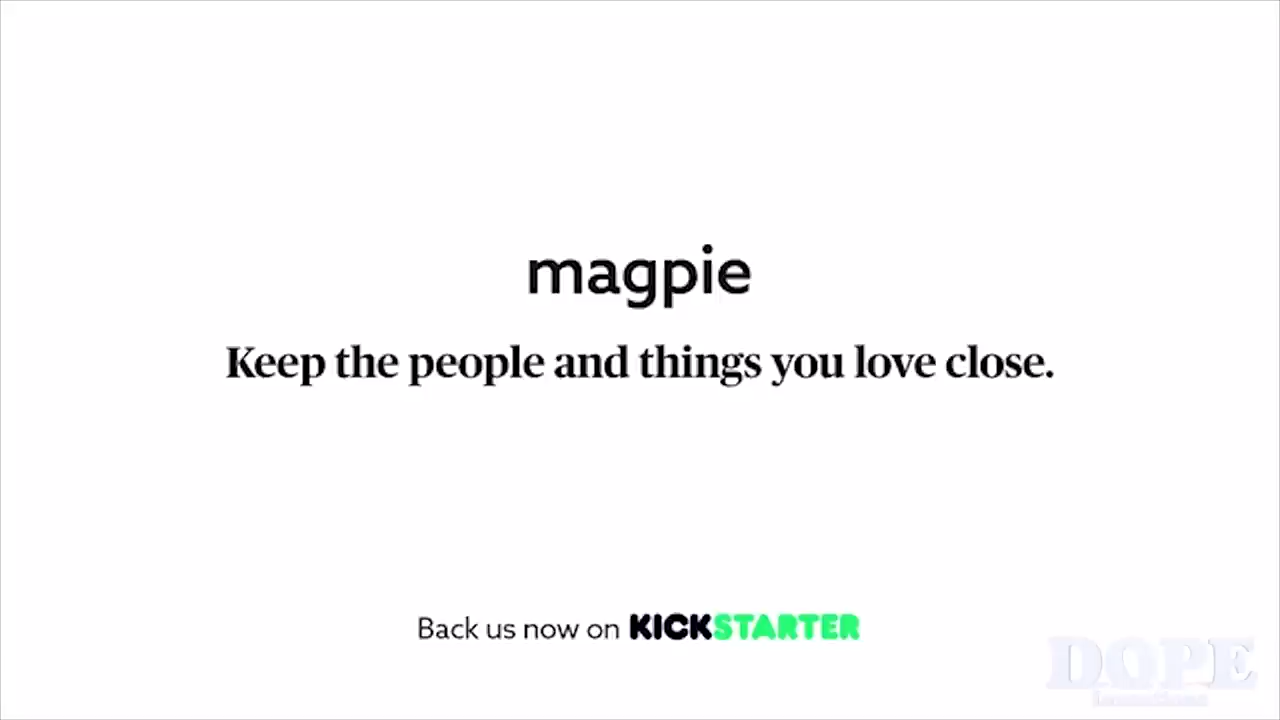 magpie
Keep the people and things you love close.
Back us now on KICKSTARTER
DOPE